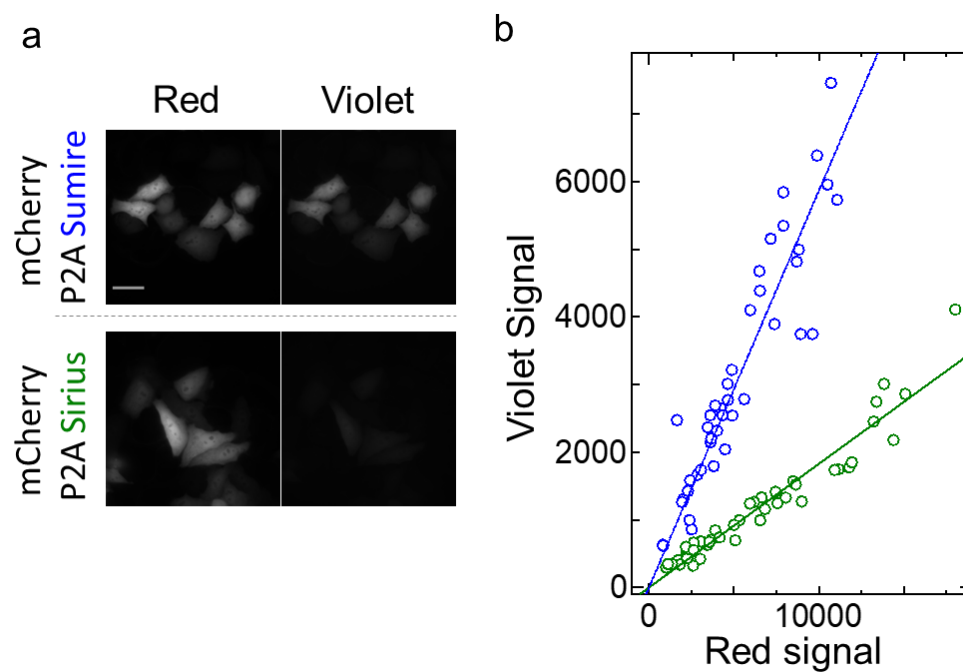 a
Red Violet
mCherry
P2A Sumire
mCherry
P2A Sirius
b
Violet Signal
6000
4000
2000
0
0 10000
Red signal